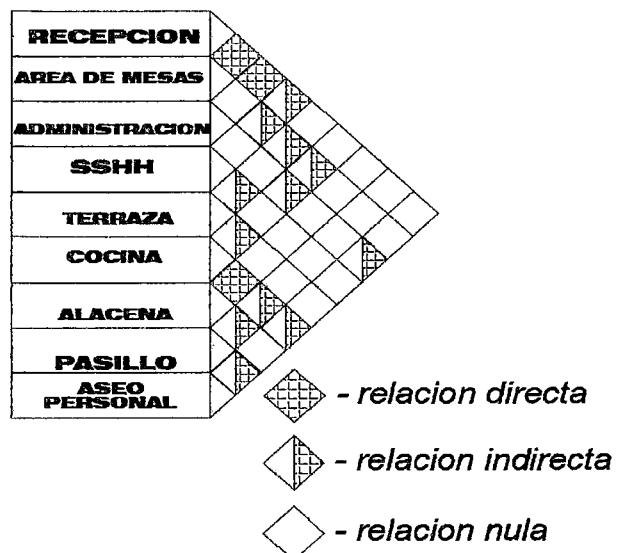 RECEPCION
AREA DE MESAS
ADMINISTRACION
SSHH
TERRAZA
COCINA
ALACENA
PASILLO
ASEO
PERSONAL
- relacion directa
- relacion indirecta
- relacion nula